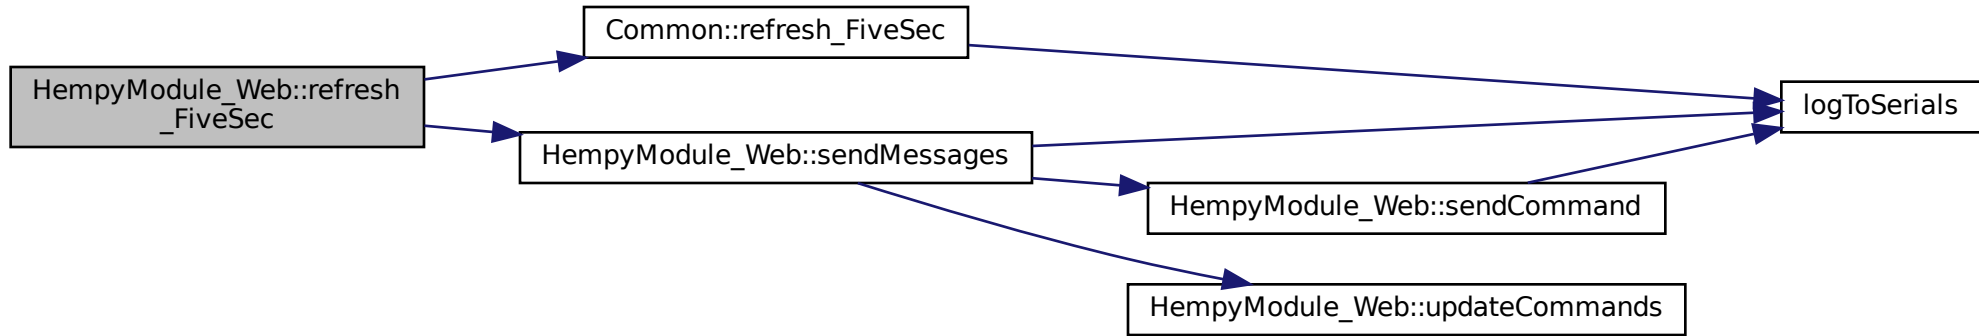 HempyModule_Web::refresh
_FiveSec
Common::refresh_FiveSec
HempyModule_Web::sendMessages
logToSerials
HempyModule_Web::sendCommand
HempyModule_Web::updateCommands